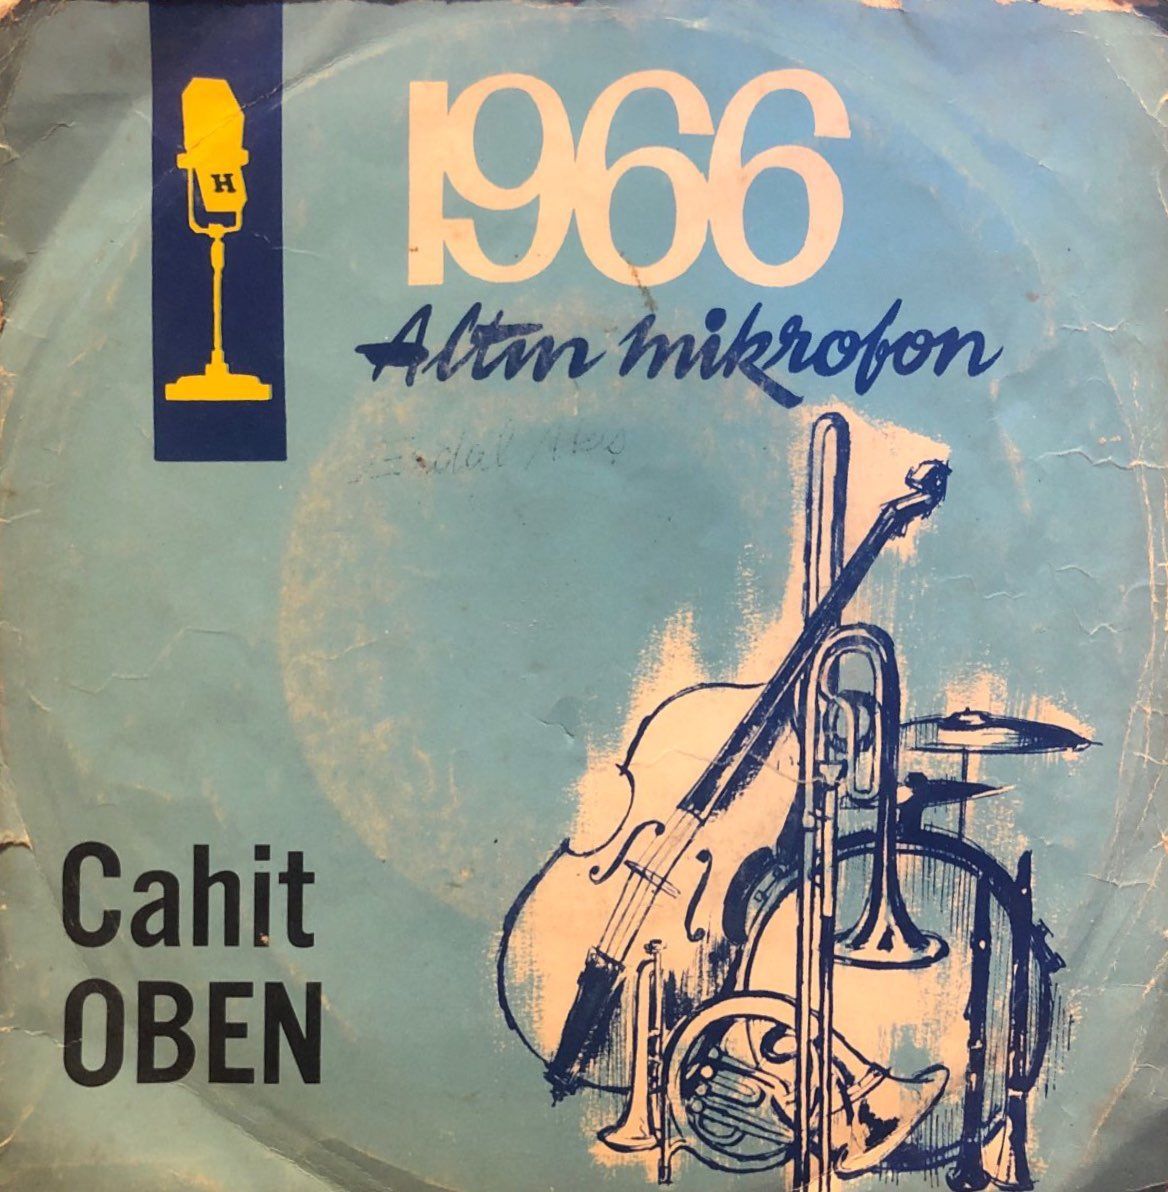 H
1966
Altın mikrofon
Cahit
OBEN